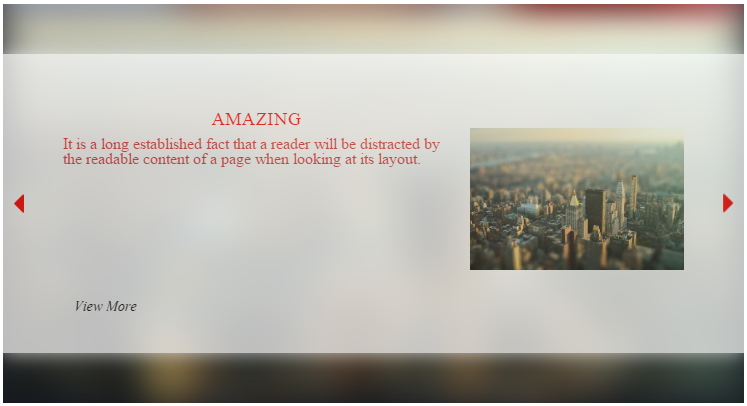 AMAZING
It is a long established fact that a reader will be distracted by
the readable content of a page when looking at its layout.
View More